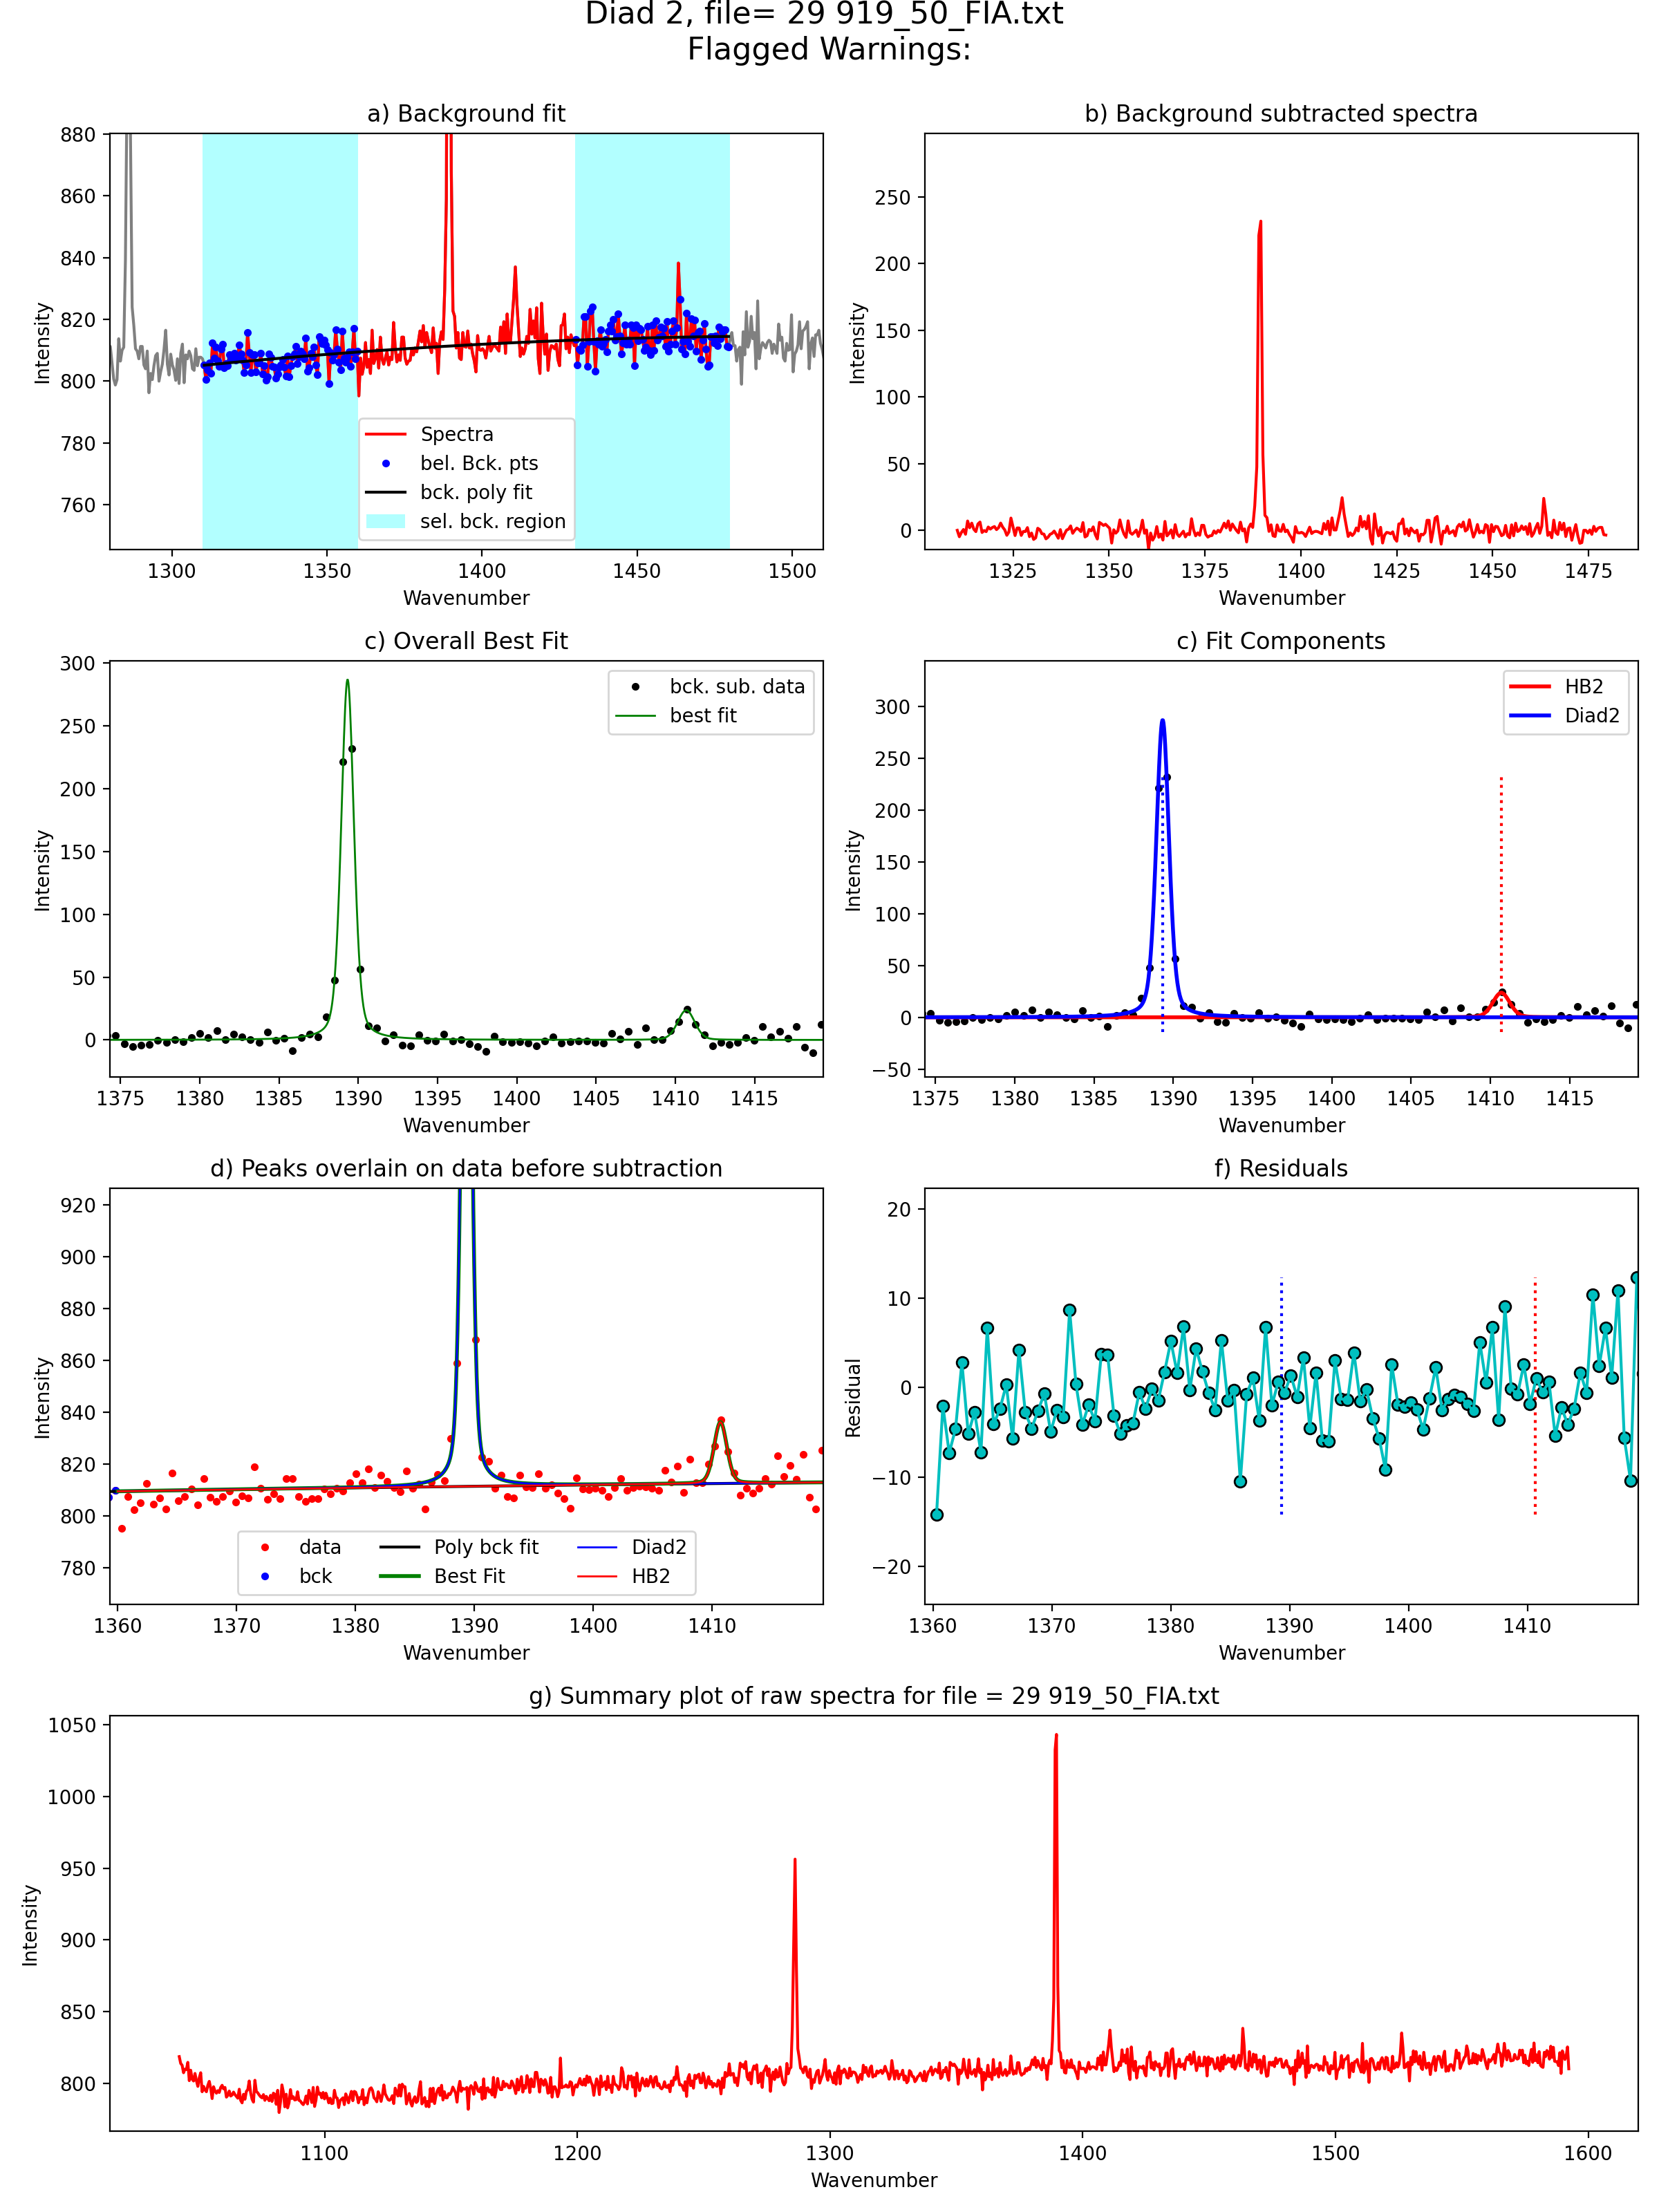 Diad 2, file= 29 919_50_FIA.txt
Flagged Warnings:
a) Background fit
880
860
840
820
800
780
760
Intensity
Spectra
bel. Bck. pts
bck. poly fit
sel. bck. region
1300 1350 1400 1450 1500
Wavenumber
b) Background subtracted spectra
250
200
150
100
50
0
Intensity
1325 1350 1375 1400 1425 1450 1475
Wavenumber
c) Overall Best Fit
300
250
200
150
100
50
0
Intensity
bck. sub. data
best fit
1375 1380 1385 1390 1395 1400 1405 1410 1415
Wavenumber
c) Fit Components
300
250
200
150
100
50
0
−50
Intensity
HB2
Diad2
1375 1380 1385 1390 1395 1400 1405 1410 1415
Wavenumber
d) Peaks overlain on data before subtraction
920
900
880
860
840
820
800
780
Intensity
data
bck
Poly bck fit
Best Fit
Diad2
HB2
1360 1370 1380 1390 1400 1410
Wavenumber
f) Residuals
20
10
0
−10
−20
Residual
1360 1370 1380 1390 1400 1410
Wavenumber
g) Summary plot of raw spectra for file = 29 919_50_FIA.txt
1050
1000
950
900
850
800
Intensity
1100 1200 1300 1400 1500 1600
Wavenumber